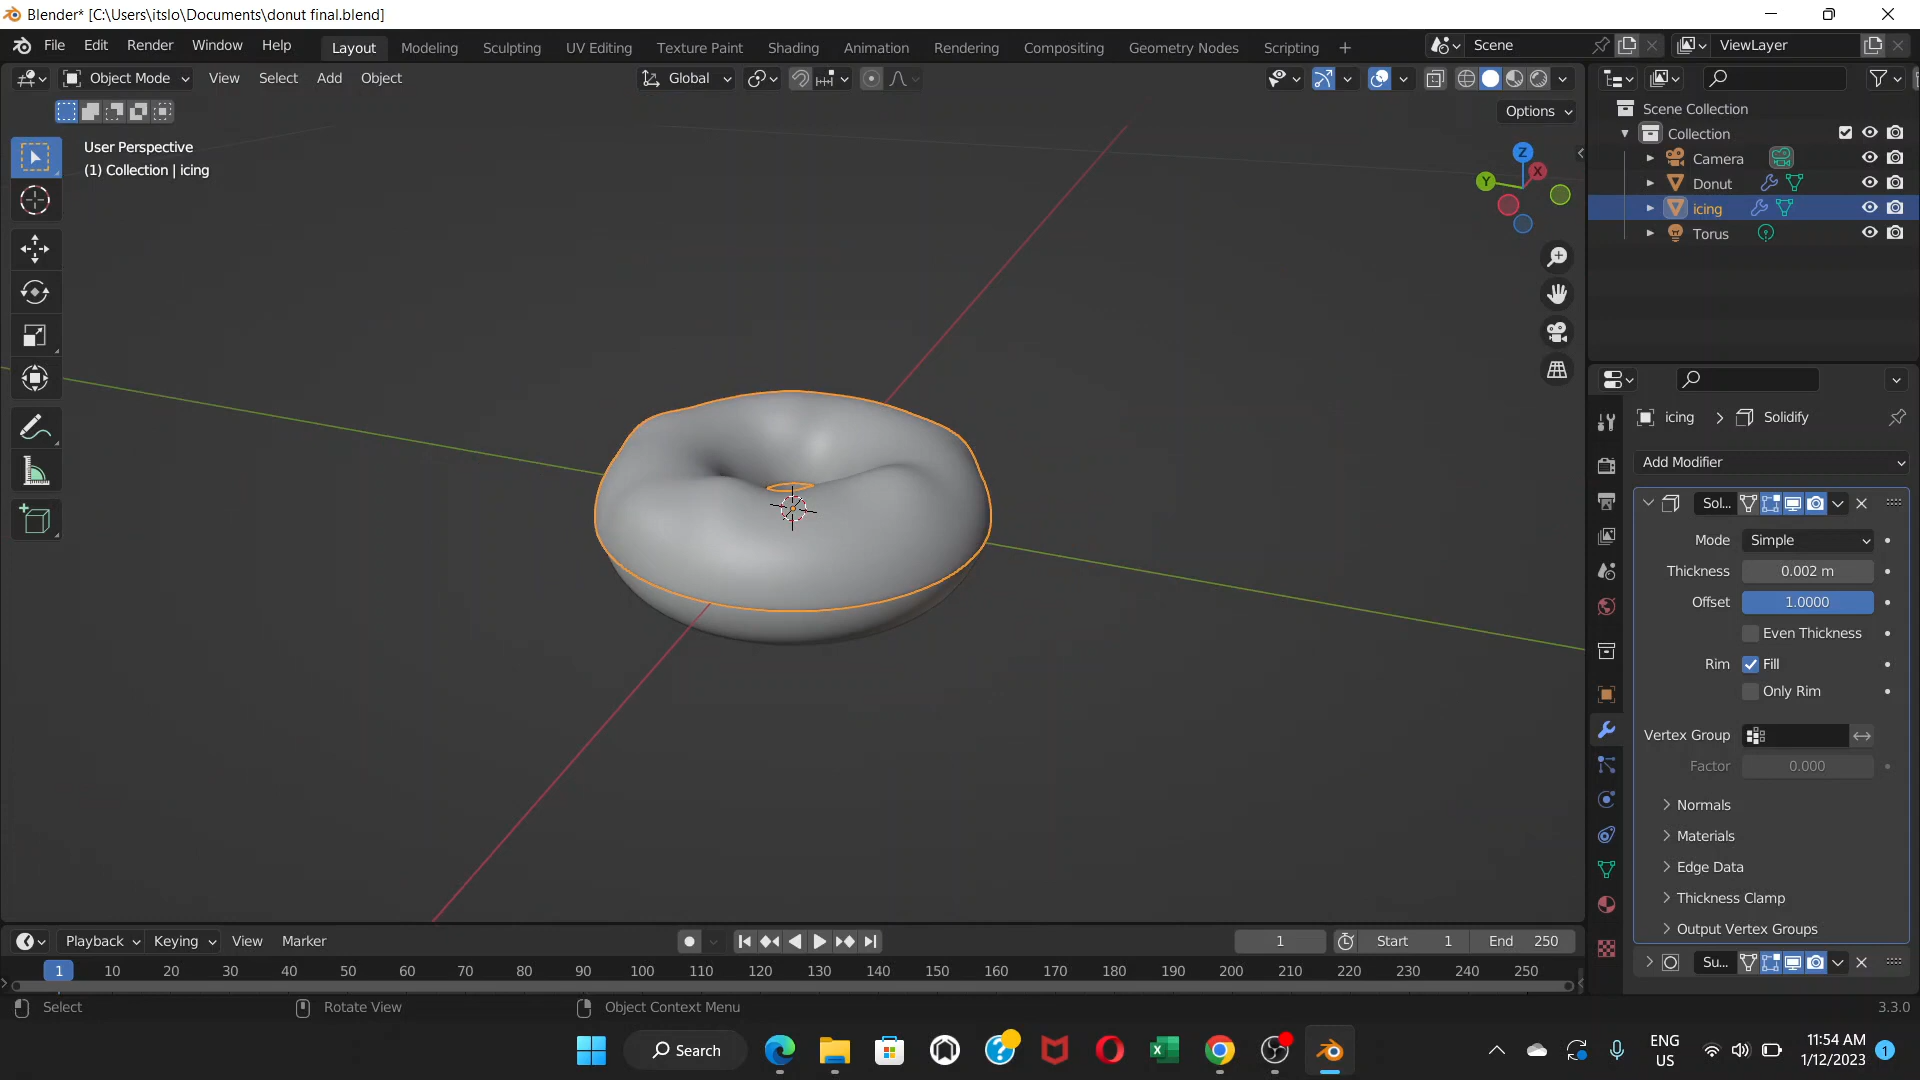 Blender* [C:\Users\itslo\Documents\donut final.blend]
File Edit Render Window Help Layout Modeling Sculpting UV Editing Texture Paint Shading Animation Rendering Compositing Geometry Nodes Scripting + Scene ViewLayer
Object Mode View Select Add Object Global
Options
User Perspective
(1) Collection | icing
Z
X
Y
Scene Collection
Collection
Camera
Donut
icing
Torus
icing > Solidify
Add Modifier
Sol...
Mode Simple
Thickness 0.002 m
Offset 1.0000
Even Thickness
Rim Fill
Only Rim
Vertex Group
Factor 0.000
Normals
Materials
Edge Data
Thickness Clamp
Output Vertex Groups
Su...
Playback Keying View Marker 1 Start 1 End 250
1 10 20 30 40 50 60 70 80 90 100 110 120 130 140 150 160 170 180 190 200 210 220 230 240 250
Select Rotate View Object Context Menu 3.3.0
Search
ENG
US
11:54 AM
1/12/2023
1